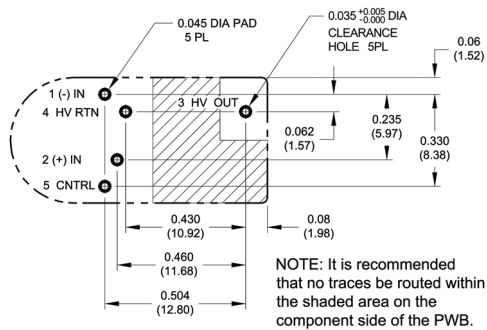 0.045 DIA PAD
5 PL
0.035 +0.005 -0.000 DIA
CLEARANCE
HOLE 5PL
0.06
(1.52)
1 (-) IN
3 HV OUT
4 HV RTN
0.062
(1.57)
0.235
(5.97)
0.330
(8.38)
2 (+) IN
5 CNTRL
0.430
(10.92)
0.08
(1.98)
0.460
(11.68)
0.504
(12.80)
NOTE: It is recommended
that no traces be routed within
the shaded area on the
component side of the PWB.